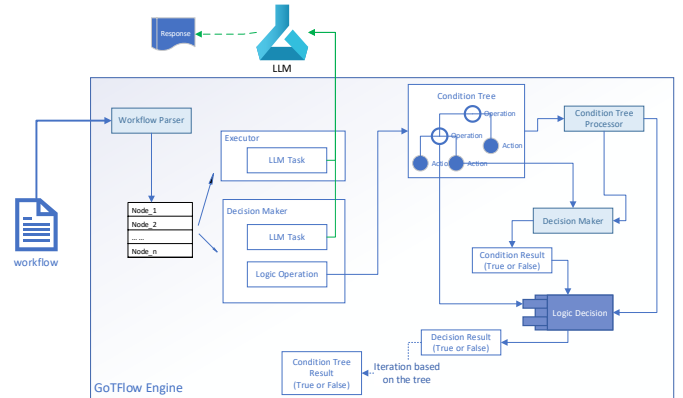 Response
LLM
Workflow Parser
Node_1
Node_2
... ...
Node_n
workflow
Executor
LLM Task
Decision Maker
LLM Task
Logic Operation
Condition Tree
Operation
Operation
Action
Action
Action
Condition Tree
Processor
Decision Maker
Condition Result
(True or False)
Logic Decision
Decision Result
(True or False)
Iteration based
on the tree
Condition Tree
Result
(True or False)
GoTFlow Engine